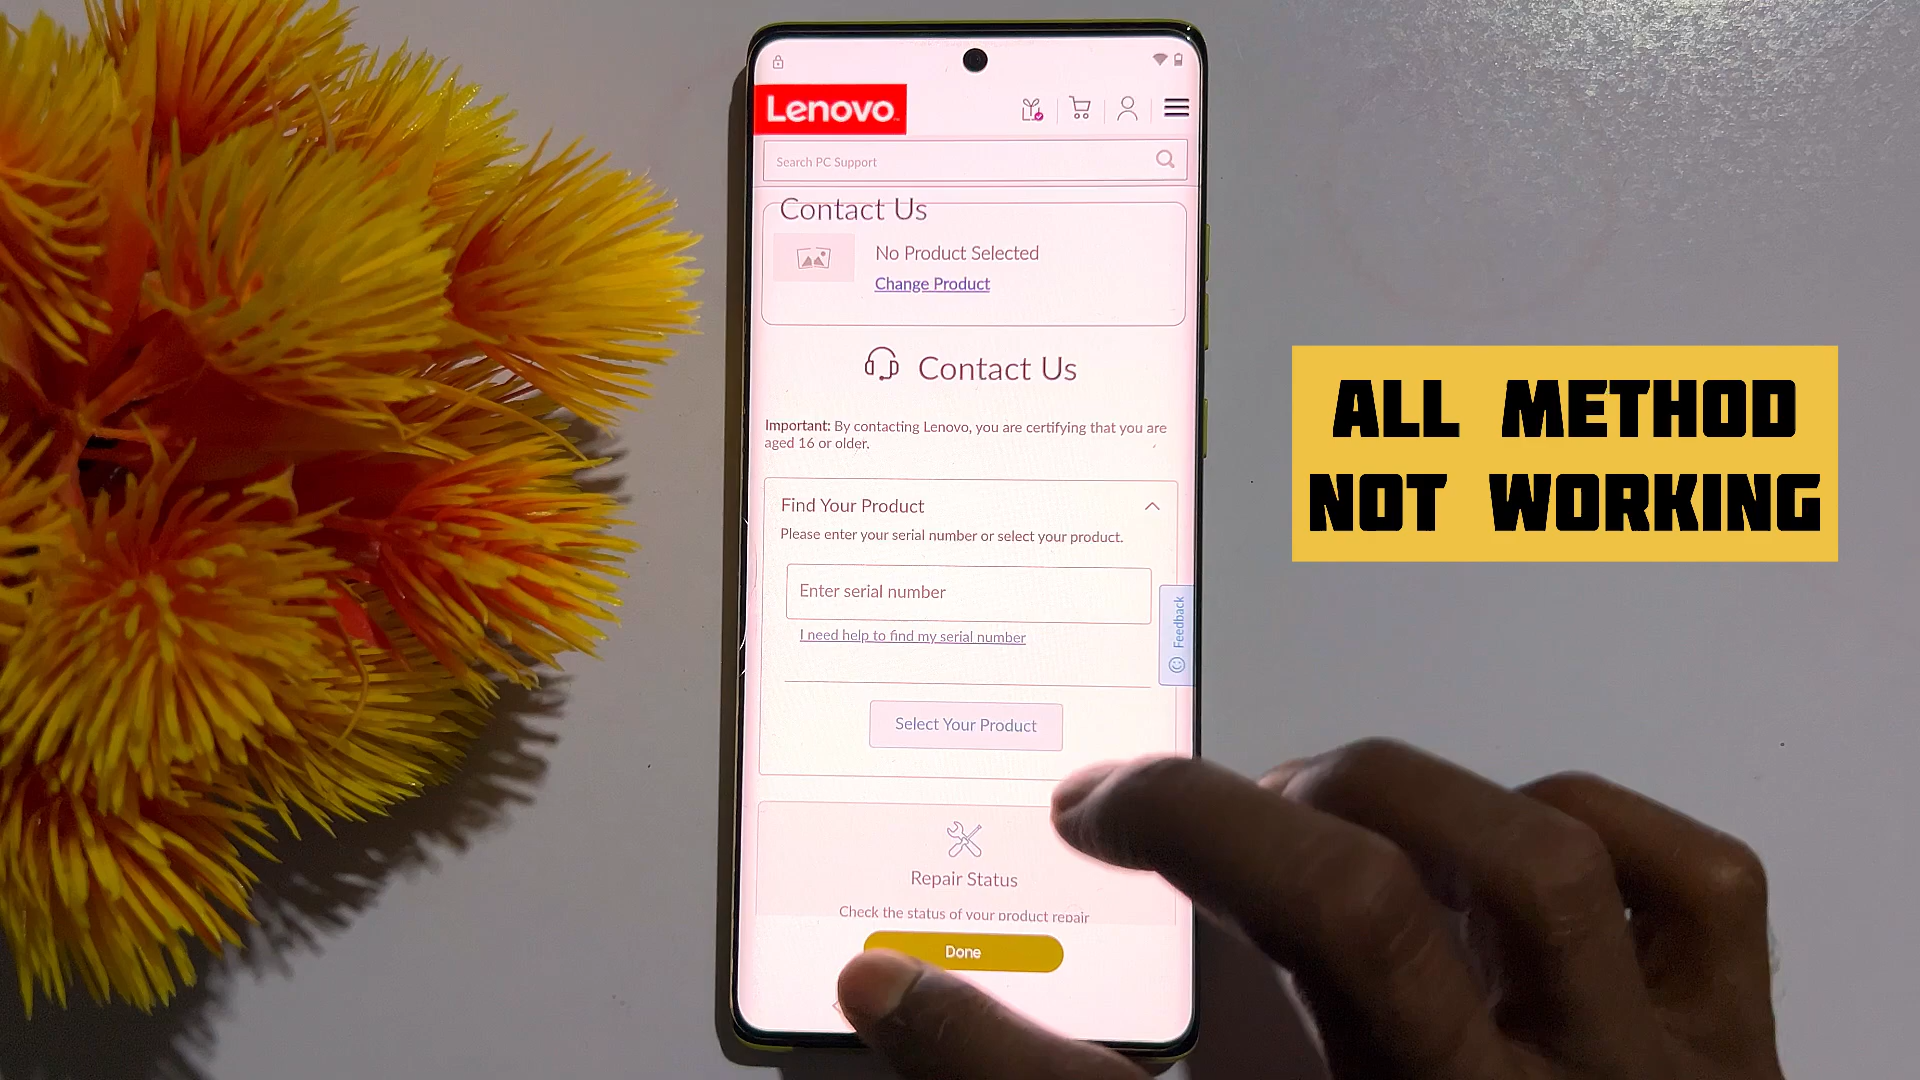 Lenovo
Search PC Support
Contact Us
No Product Selected
Change Product
Contact Us
Important: By contacting Lenovo, you are certifying that you are
aged 16 or older.
Find Your Product
Please enter your serial number or select your product.
Enter serial number
I need help to find my serial number
Feedback
Select Your Product
Repair Status
Check the status of your product repair
Done
ALL METHOD
NOT WORKING